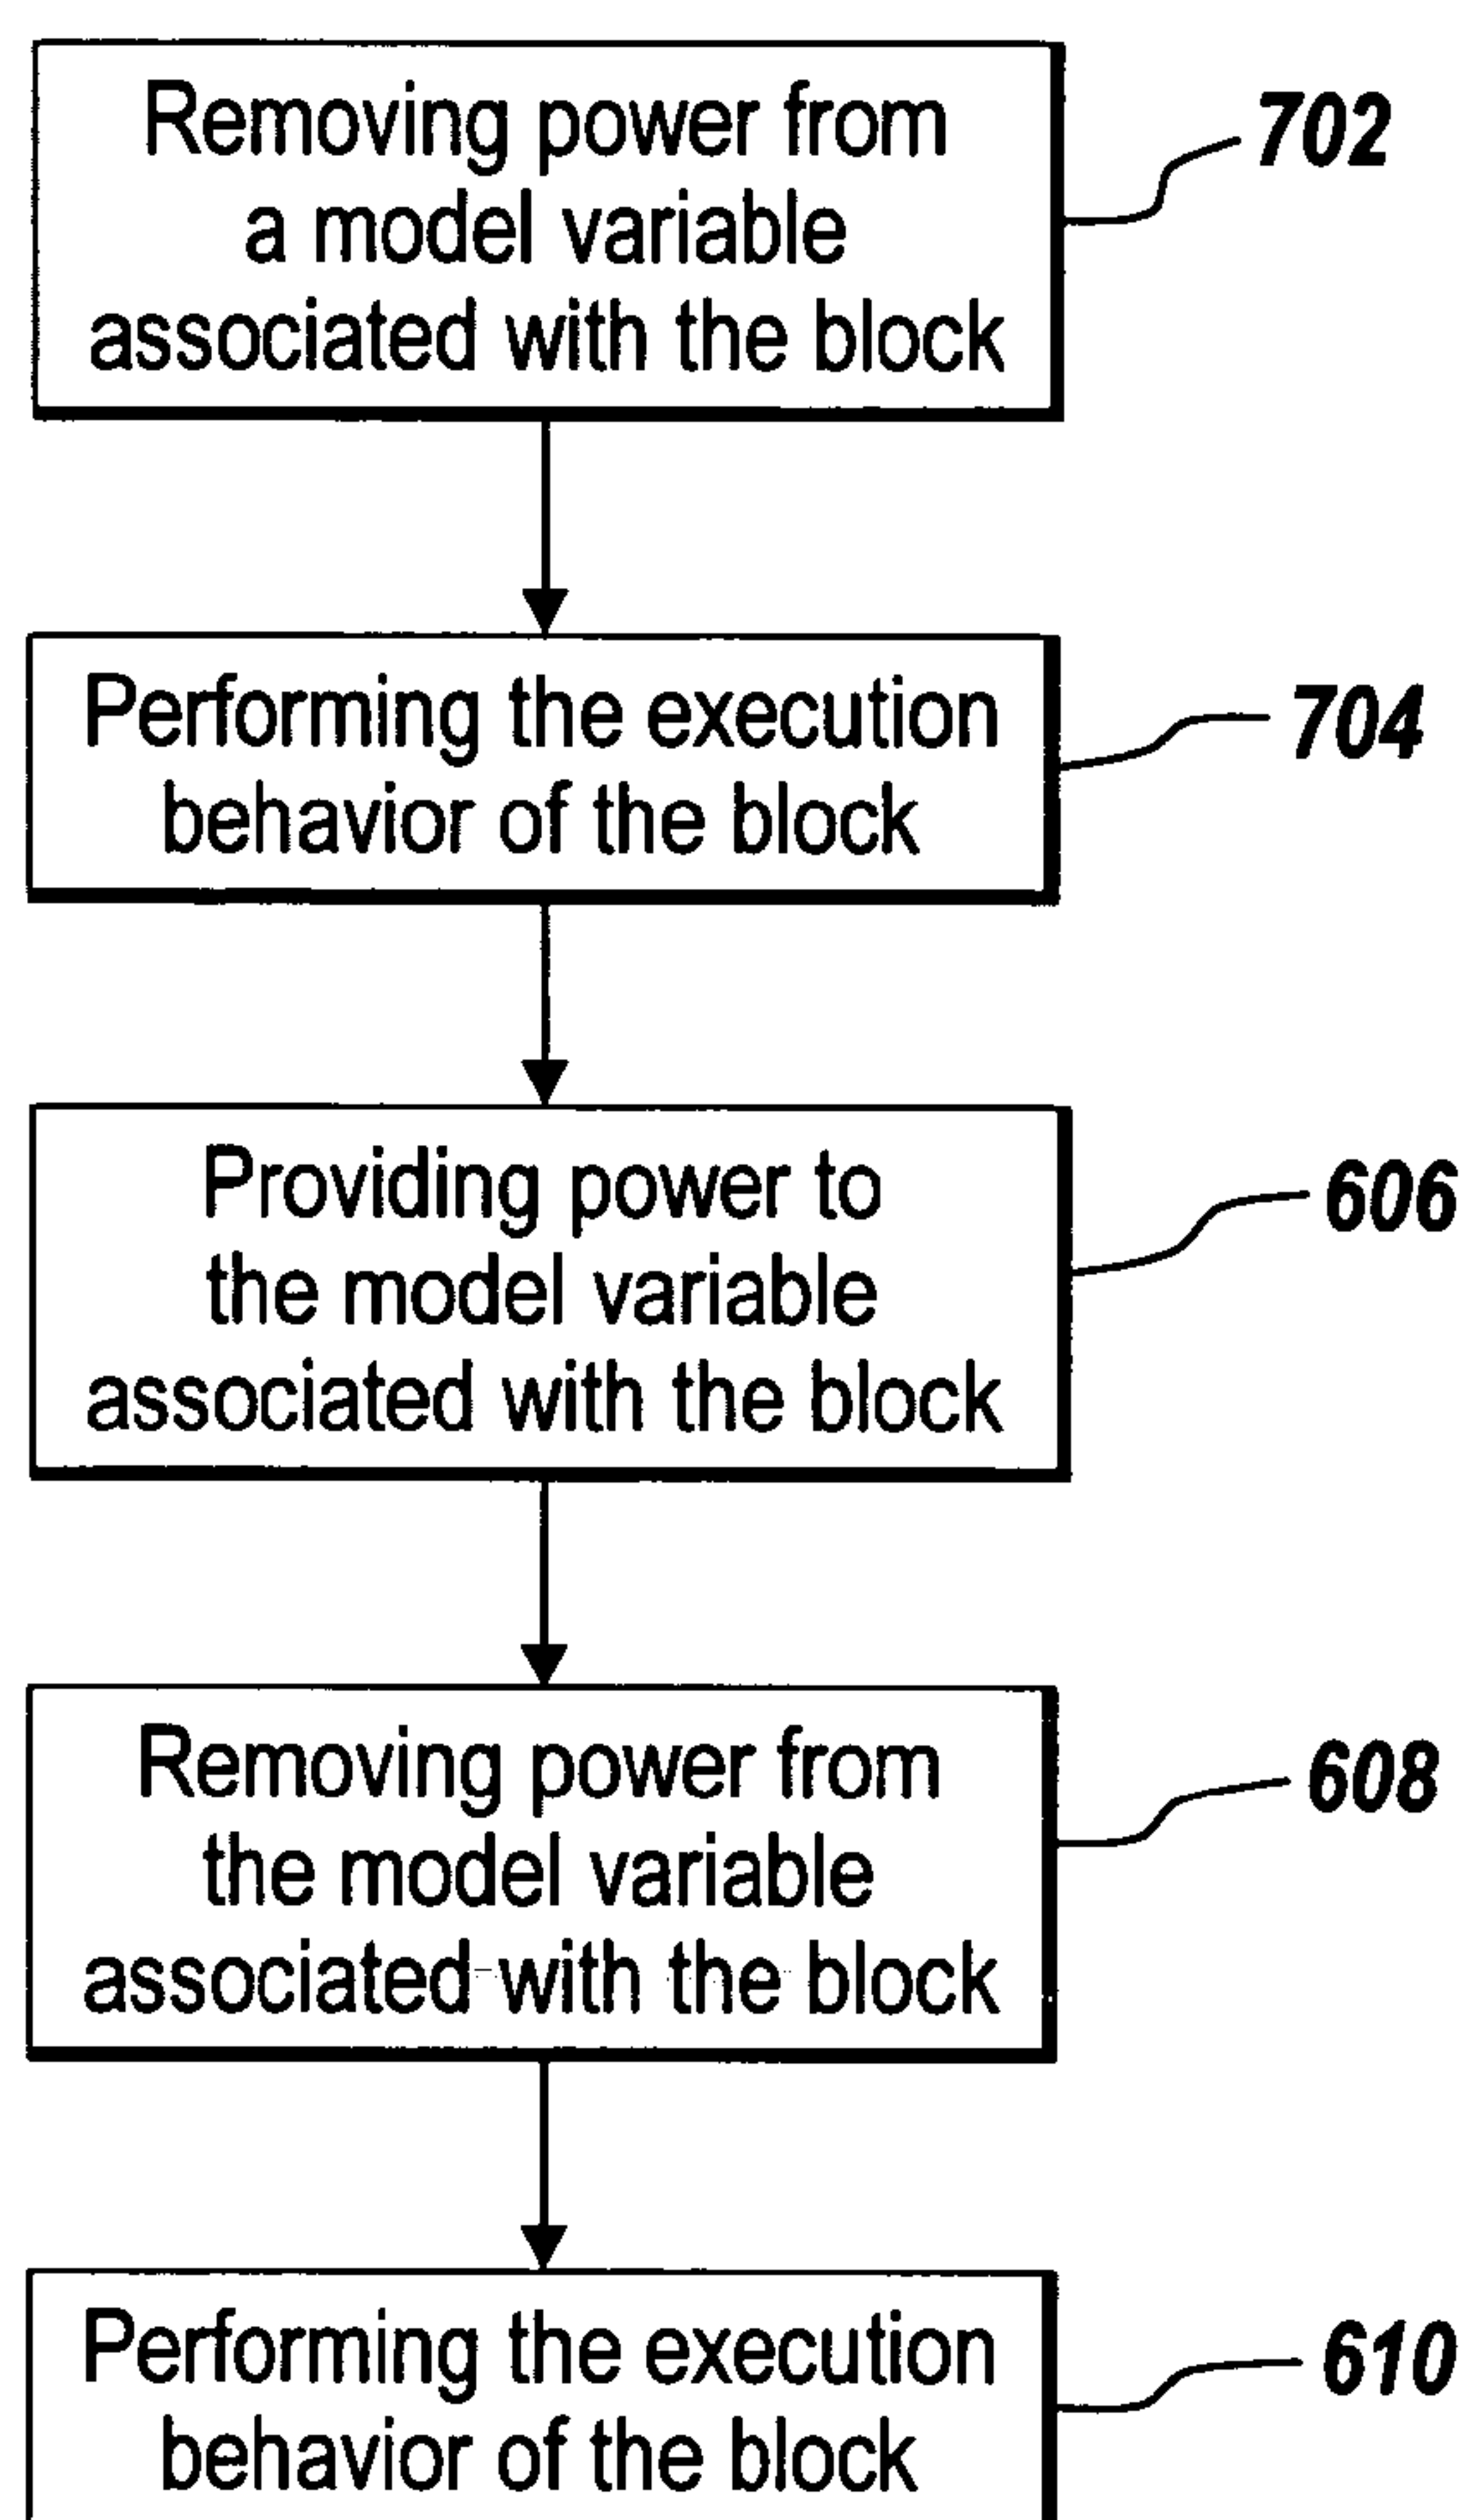 Removing power from
a model variable
associated with the block
702
Performing the execution
behavior of the block
704
Providing power to
the model variable
associated with the block
606
Removing power from
the model variable
associated with the block
608
Performing the execution
behavior of the block
610